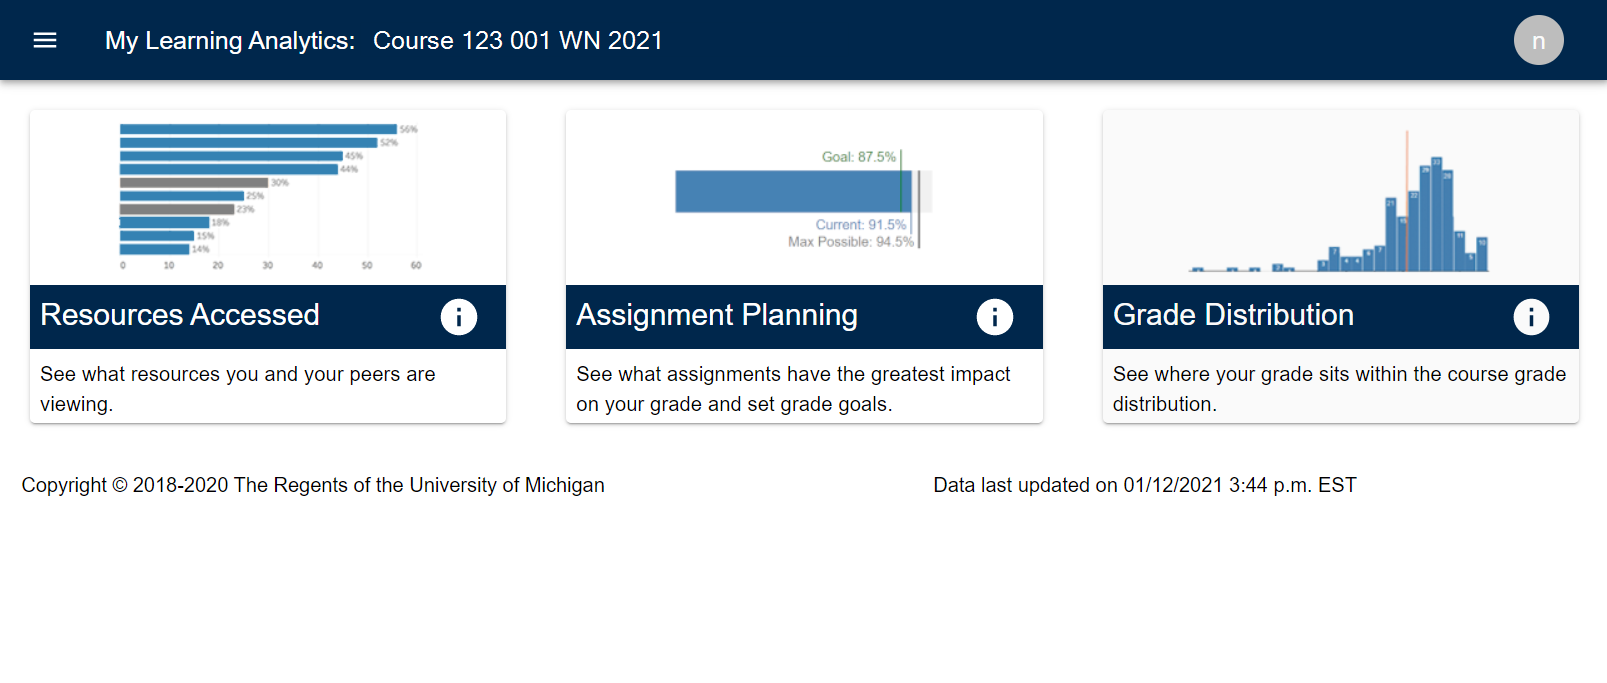 My Learning Analytics: Course 123 001 WN 2021
n
56%
52%
45%
44%
30%
25%
23%
18%
15%
14%
0 10 20 30 40 50 60
Resources Accessed
See what resources you and your peers are
viewing.
Goal: 87.5%
Current: 91.5%
Max Possible: 94.5%
Assignment Planning
See what assignments have the greatest impact
on your grade and set grade goals.
Grade Distribution
See where your grade sits within the course grade
distribution.
Copyright © 2018-2020 The Regents of the University of Michigan
Data last updated on 01/12/2021 3:44 p.m. EST